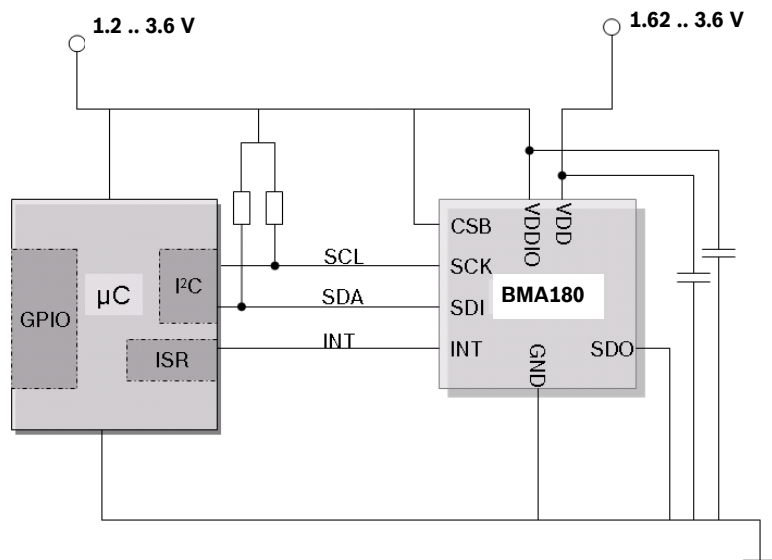 1.2 .. 3.6 V
1.62 .. 3.6 V
CSB
VDDIO
VDD
SCL
SCK
I²C
µC
GPIO
SDA
SDI
BMA180
INT
INT
ISR
GND
SDO